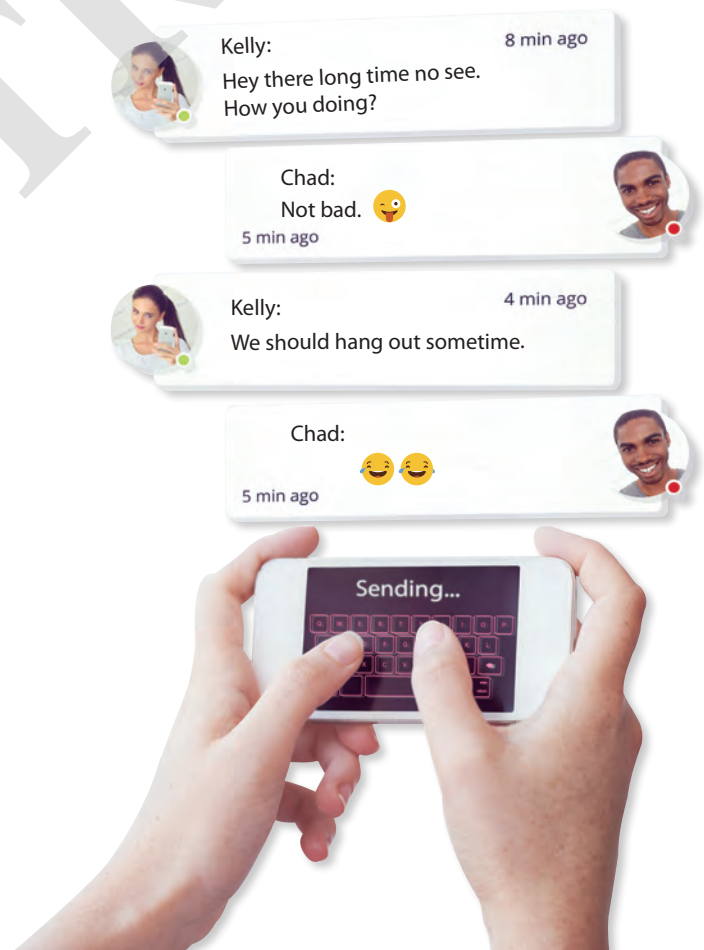 Kelly:
8 min ago
Hey there long time no see.
How you doing?
Chad:
Not bad. 😜
5 min ago
Kelly:
4 min ago
We should hang out sometime.
Chad:
😂😂
5 min ago
Sending...